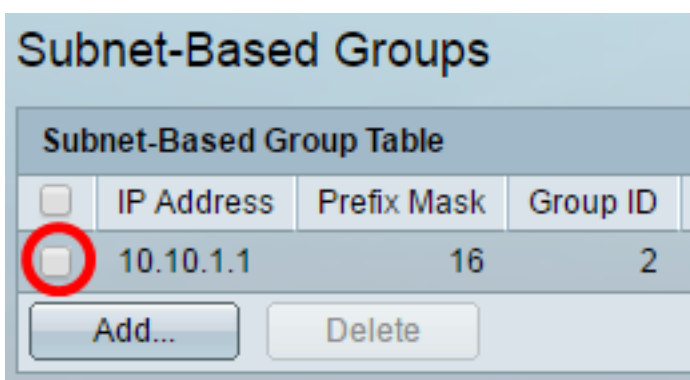 Subnet-Based Groups
Subnet-Based Group Table
IP Address Prefix Mask Group ID
10.10.1.1 16 2
Add... Delete